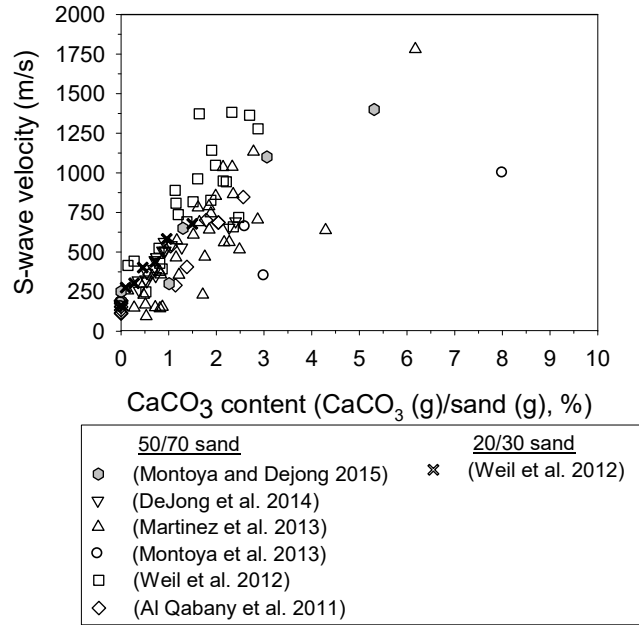 2000
1750
1500
1250
1000
750
500
250
0
S-wave velocity (m/s)
0 1 2 3 4 5 6 7 8 9 10
CaCO3 content (CaCO3 (g)/sand (g), %)
50/70 sand
(Montoya and Dejong 2015)
(DeJong et al. 2014)
(Martinez et al. 2013)
(Montoya et al. 2013)
(Weil et al. 2012)
(Al Qabany et al. 2011)
20/30 sand
(Weil et al. 2012)